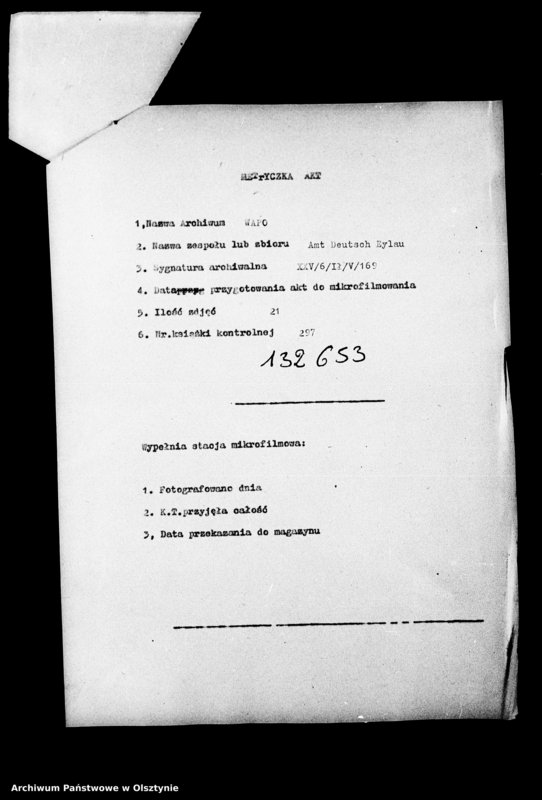 METRYCZKA AKT
1,Nazwa Archiwum WAPO
2. Nazwa zespołu lub zbioru Amt Deutsch Eylau
3. Sygnatura archiwalna XXV/6/II/V/169
4. Data przygotowania akt do mikrofilmowania
5. Ilość zdjęć 21
6. Nr.książki kontrolnej 297
132 653
Wypełnia stacja mikrofilmowa:
1. Fotografowano dnia
2. K.T.przyjęła całość
3, Data przekazania do magazynu
Archiwum Państwowe w Olsztynie